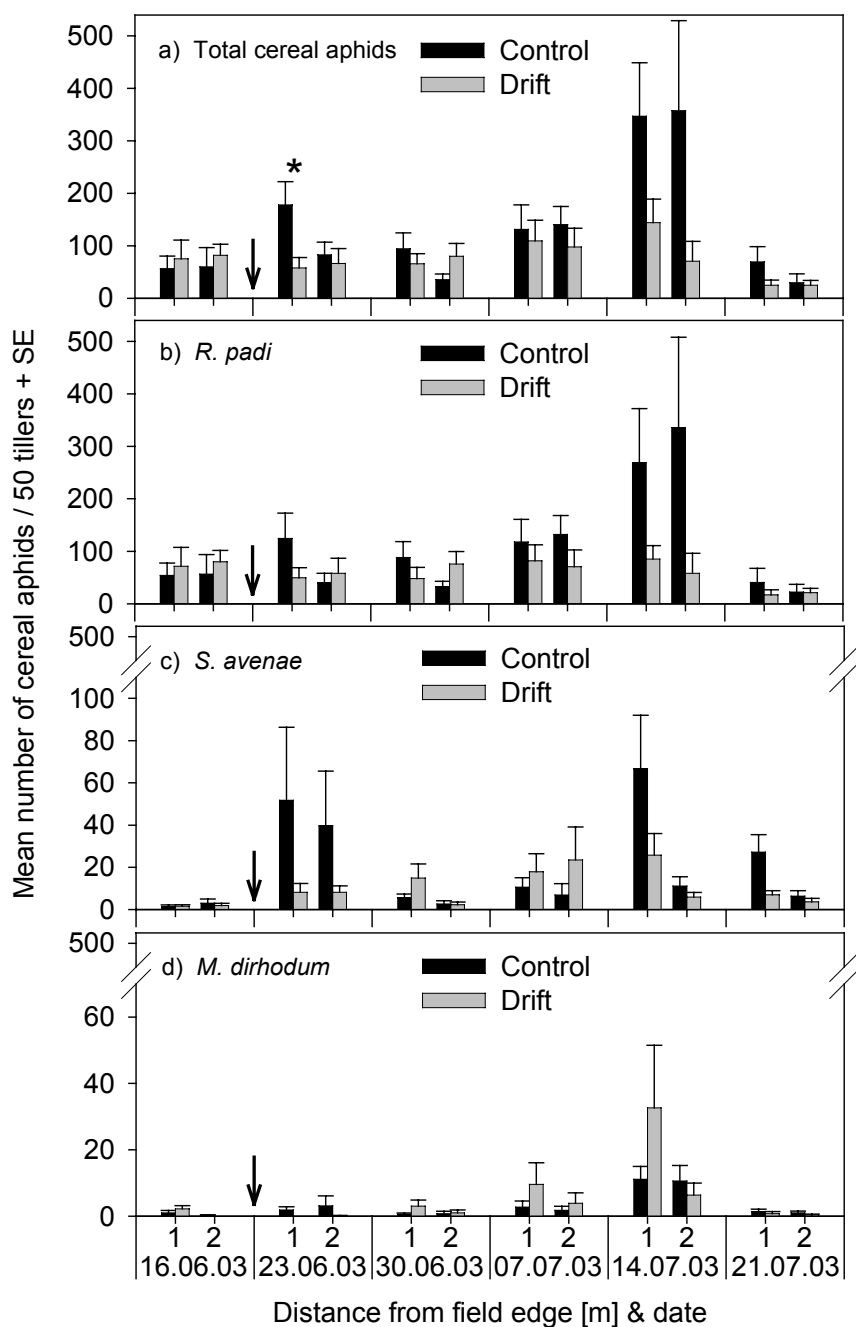 Mean number of cereal aphids / 50 tillers + SE
a) Total cereal aphids
Control
Drift
500
400
300
200
100
0
*
b) R. padi
Control
Drift
500
400
300
200
100
0
c) S. avenae
Control
Drift
500
100
80
60
40
20
0
d) M. dirhodum
Control
Drift
500
60
40
20
0
1 2 1 2 1 2 1 2 1 2 1 2
16.06.03 23.06.03 30.06.03 07.07.03 14.07.03 21.07.03
Distance from field edge [m] & date